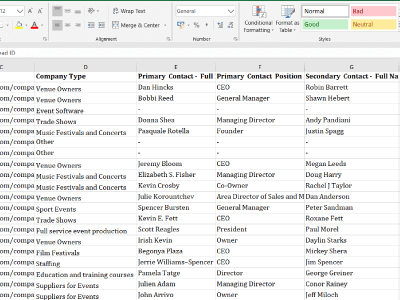 12 A A Wrap Text General Normal Red
Merge & Center $ % Conditional Formatting Format as Table Good Neutral
Font Alignment Number Styles
ead ID
C D E F G
Company Type Primary Contact - Full Primary Contact Position Secondary Contact - Full Na
om/compa Venue Owners Dan Hincks CEO Robin Barrett
om/compa Venue Owners Bobbi Reed General Manager Shawn Hebert
om/compa Event Software - - -
om/compa Trade Shows Donna Shea Managing Director Andy Pandiani
om/compa Music Festivals and Concerts Pasquale Rotella Founder Justin Spagg
om/compa Other - - -
om/compa Other - - -
om/compa Venue Owners Jeremy Bloom CEO Megan Leeds
om/compa Music Festivals and Concerts Elizabeth S. Fisher Managing Director Doug Harry
om/compa Music Festivals and Concerts Kevin Crosby Co-Owner Rachel J Taylor
om/compa Venue Owners Julie Korountchev Area Director of Sales and M Dan Anderson
om/compa Sport Events Spencer Bursten General Manager Peter Sandman
om/compa Trade Shows Kevin E. Fett CEO Roxane Fett
om/compa Full service event production Scott Reagles President Paul Morel
om/compa Venue Owners Irish Kevin Owner Daylin Starks
om/compa Film Festivals Begonya Plaza CEO Mickey Shera
om/compa Staffing Jerrie Williams-Spencer CEO Jim Spencer
om/compa Education and training courses Pamela Tatge Director George Greiner
om/compa Suppliers for Events Julien Adam Managing Director Conor Rainey
om/compa Suppliers for Events John Arrivo Owner Jeff Miloch